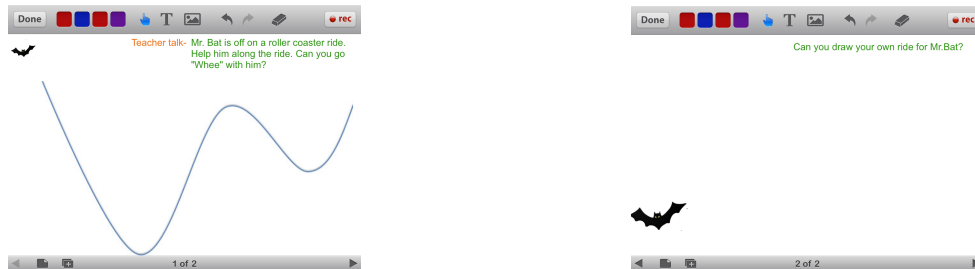 Done T rec
Teacher talk- Mr. Bat is off on a roller coaster ride.
Help him along the ride. Can you go
"Whee" with him?
1 of 2
Done T rec
Can you draw your own ride for Mr.Bat?
2 of 2